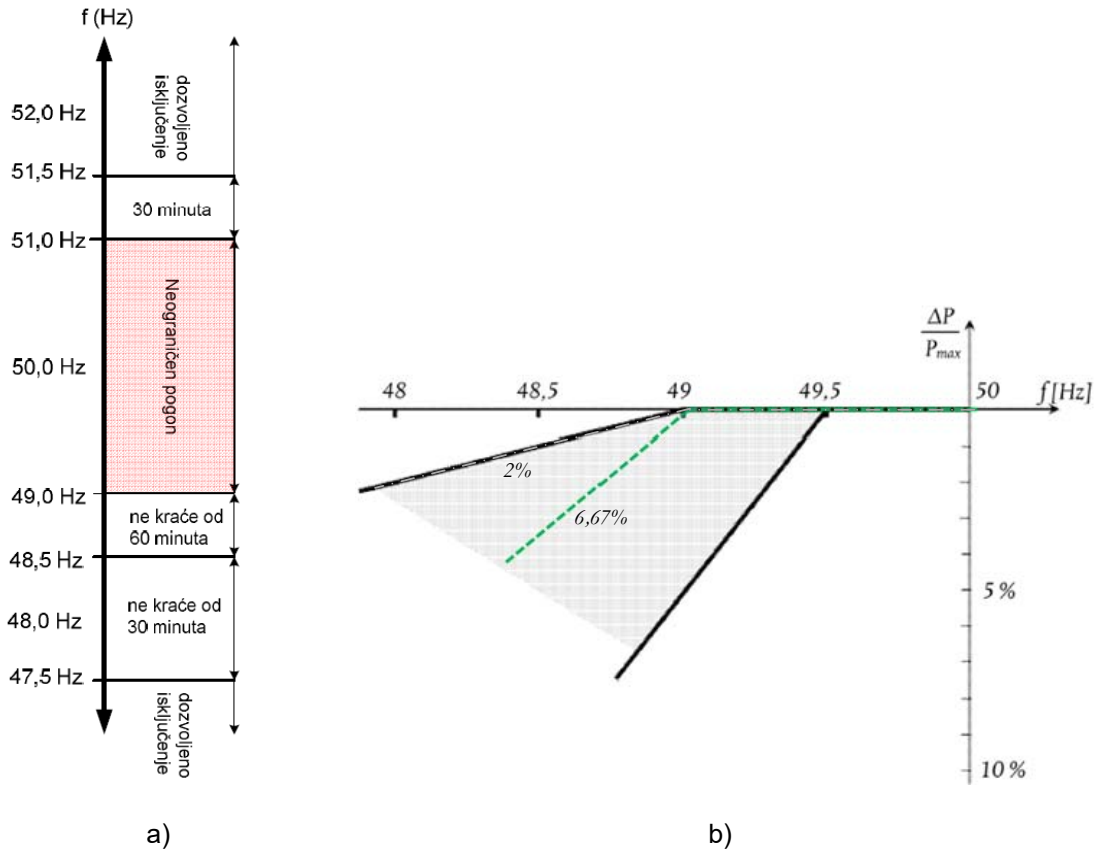 f (Hz)
52,0 Hz
51,5 Hz
51,0 Hz
50,0 Hz
49,0 Hz
48,5 Hz
48,0 Hz
47,5 Hz
dozvoljeno
isključenje
30 minuta
Neograničen pogon
ne kraće od
60 minuta
ne kraće od
30 minuta
dozvoljeno
isključenje
a)
ΔP
Pmax
48
48,5
49
49,5
50
f [Hz]
2%
6,67%
5 %
10 %
b)